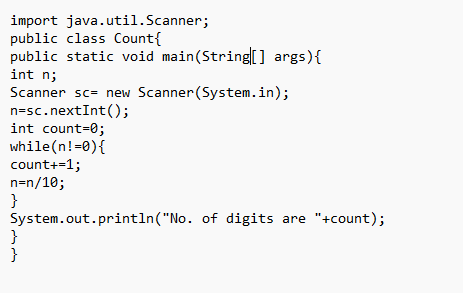 import java.util.Scanner;
public class Count{
public static void main(String[] args){
int n;
Scanner sc= new Scanner(System.in);
n=sc.nextInt();
int count=0;
while(n!=0){
count+=1;
n=n/10;
}
System.out.println("No. of digits are "+count);
}
}